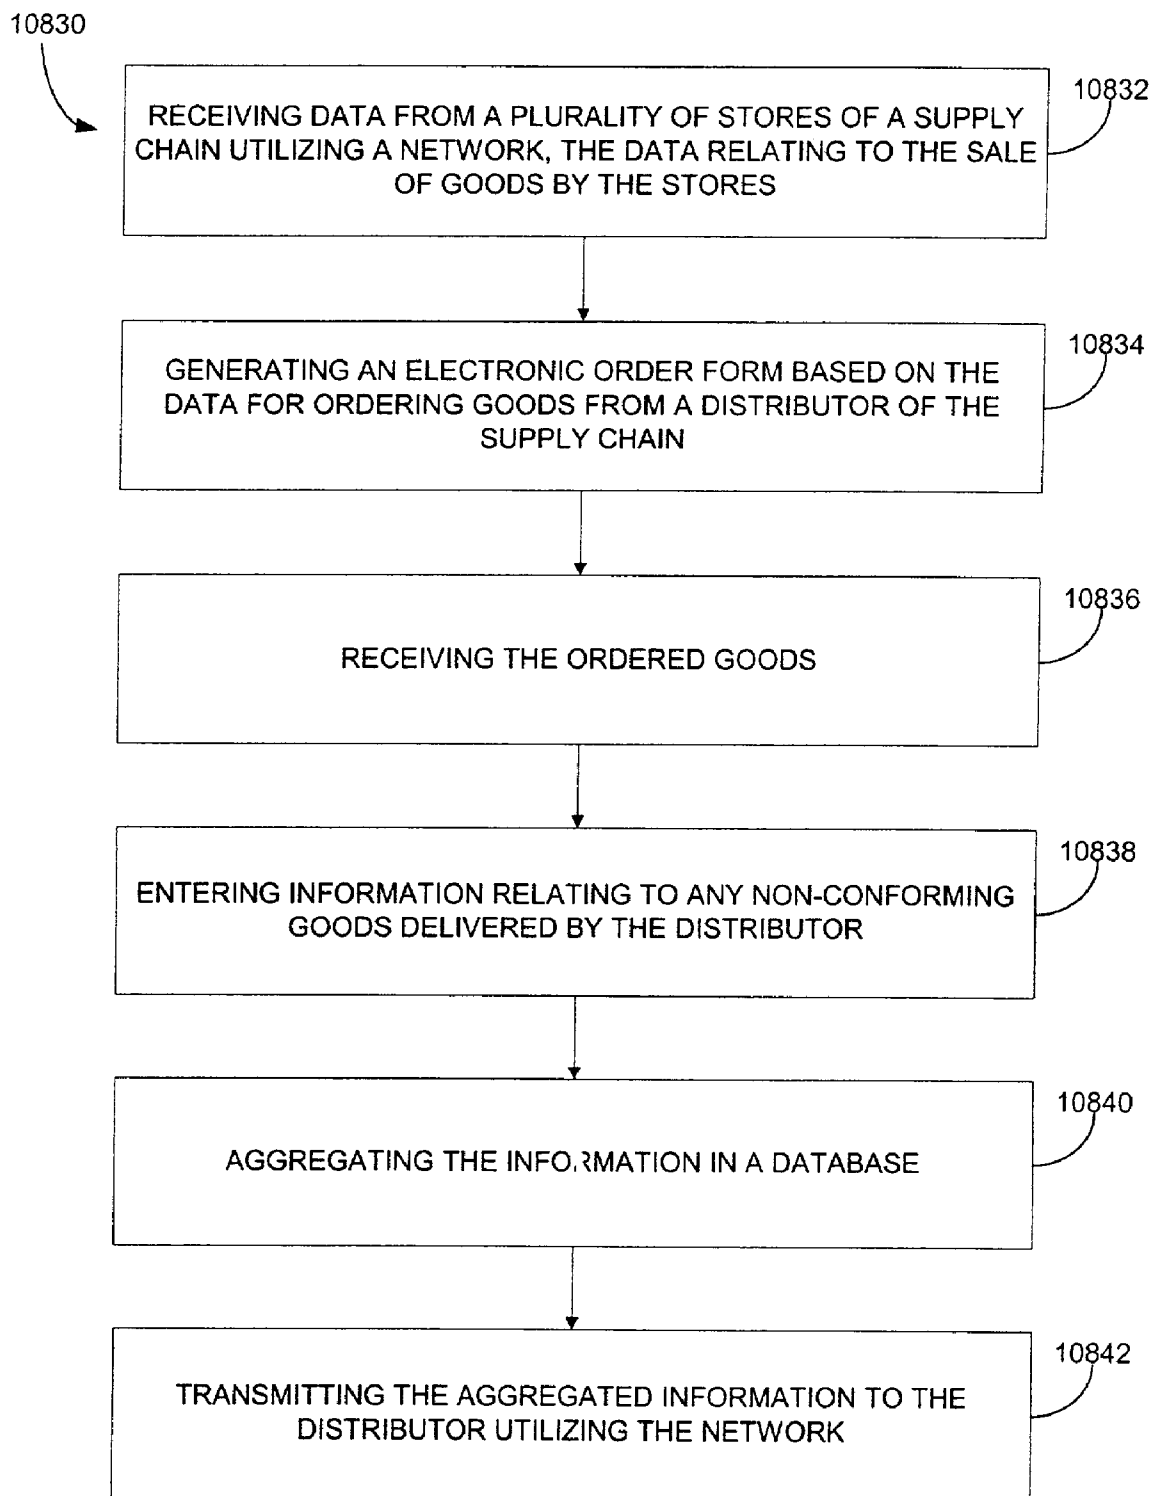 10830
10832
RECEIVING DATA FROM A PLURALITY OF STORES OF A SUPPLY
CHAIN UTILIZING A NETWORK, THE DATA RELATING TO THE SALE
OF GOODS BY THE STORES
10834
GENERATING AN ELECTRONIC ORDER FORM BASED ON THE
DATA FOR ORDERING GOODS FROM A DISTRIBUTOR OF THE
SUPPLY CHAIN
10836
RECEIVING THE ORDERED GOODS
10838
ENTERING INFORMATION RELATING TO ANY NON-CONFORMING
GOODS DELIVERED BY THE DISTRIBUTOR
10840
AGGREGATING THE INFORMATION IN A DATABASE
10842
TRANSMITTING THE AGGREGATED INFORMATION TO THE
DISTRIBUTOR UTILIZING THE NETWORK